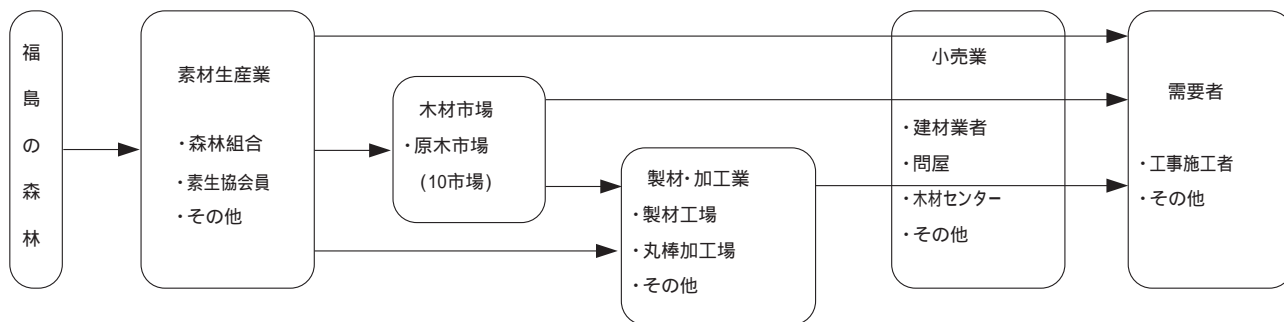 福島の森林
素材生産業
・森林組合
・素生協会員
・その他
木材市場
・原木市場
(10市場)
製材・加工業
・製材工場
・丸棒加工場
・その他
小売業
・建材業者
・問屋
・木材センター
・その他
需要者
・工事施工者
・その他